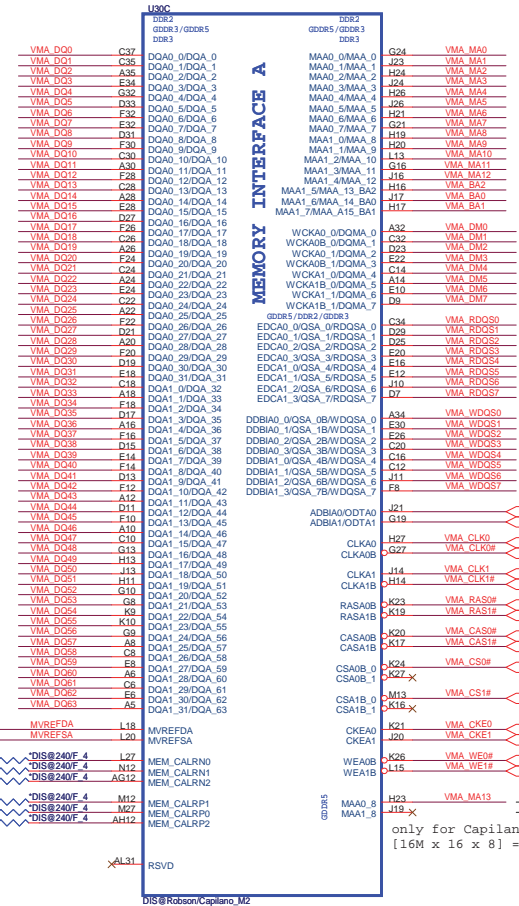 U30C
DDR2
GDDR3/GDDR5
DDR3
DDR2
GDDR5/GDDR3
DDR3
MEMORY INTERFACE A
VMA_DQ0 C37 DQA0_0/DQA_0
VMA_DQ1 C35 DQA0_1/DQA_1
VMA_DQ2 A35 DQA0_2/DQA_2
VMA_DQ3 E34 DQA0_3/DQA_3
VMA_DQ4 G32 DQA0_4/DQA_4
VMA_DQ5 D33 DQA0_5/DQA_5
VMA_DQ6 F32 DQA0_6/DQA_6
VMA_DQ7 E32 DQA0_7/DQA_7
VMA_DQ8 D31 DQA0_8/DQA_8
VMA_DQ9 F30 DQA0_9/DQA_9
VMA_DQ10 C30 DQA0_10/DQA_10
VMA_DQ11 A30 DQA0_11/DQA_11
VMA_DQ12 F28 DQA0_12/DQA_12
VMA_DQ13 C28 DQA0_13/DQA_13
VMA_DQ14 A28 DQA0_14/DQA_14
VMA_DQ15 E28 DQA0_15/DQA_15
VMA_DQ16 D27 DQA0_16/DQA_16
VMA_DQ17 F26 DQA0_17/DQA_17
VMA_DQ18 C26 DQA0_18/DQA_18
VMA_DQ19 A26 DQA0_19/DQA_19
VMA_DQ20 F24 DQA0_20/DQA_20
VMA_DQ21 C24 DQA0_21/DQA_21
VMA_DQ22 A24 DQA0_22/DQA_22
VMA_DQ23 E24 DQA0_23/DQA_23
VMA_DQ24 C22 DQA0_24/DQA_24
VMA_DQ25 A22 DQA0_25/DQA_25
VMA_DQ26 F22 DQA0_26/DQA_26
VMA_DQ27 D21 DQA0_27/DQA_27
VMA_DQ28 A20 DQA0_28/DQA_28
VMA_DQ29 F20 DQA0_29/DQA_29
VMA_DQ30 D19 DQA0_30/DQA_30
VMA_DQ31 E18 DQA0_31/DQA_31
VMA_DQ32 C18 DQA1_0/DQA_32
VMA_DQ33 A18 DQA1_1/DQA_33
VMA_DQ34 F18 DQA1_2/DQA_34
VMA_DQ35 D17 DQA1_3/DQA_35
VMA_DQ36 A16 DQA1_4/DQA_36
VMA_DQ37 F16 DQA1_5/DQA_37
VMA_DQ38 D15 DQA1_6/DQA_38
VMA_DQ39 E14 DQA1_7/DQA_39
VMA_DQ40 F14 DQA1_8/DQA_40
VMA_DQ41 D13 DQA1_9/DQA_41
VMA_DQ42 F12 DQA1_10/DQA_42
VMA_DQ43 A12 DQA1_11/DQA_43
VMA_DQ44 D11 DQA1_12/DQA_44
VMA_DQ45 F10 DQA1_13/DQA_45
VMA_DQ46 A10 DQA1_14/DQA_46
VMA_DQ47 C10 DQA1_15/DQA_47
VMA_DQ48 G13 DQA1_16/DQA_48
VMA_DQ49 H13 DQA1_17/DQA_49
VMA_DQ50 J13 DQA1_18/DQA_50
VMA_DQ51 H11 DQA1_19/DQA_51
VMA_DQ52 G10 DQA1_20/DQA_52
VMA_DQ53 G8 DQA1_21/DQA_53
VMA_DQ54 K9 DQA1_22/DQA_54
VMA_DQ55 K10 DQA1_23/DQA_55
VMA_DQ56 G9 DQA1_24/DQA_56
VMA_DQ57 A8 DQA1_25/DQA_57
VMA_DQ58 C8 DQA1_26/DQA_58
VMA_DQ59 E8 DQA1_27/DQA_59
VMA_DQ60 A6 DQA1_28/DQA_60
VMA_DQ61 C6 DQA1_29/DQA_61
VMA_DQ62 E6 DQA1_30/DQA_62
VMA_DQ63 A5 DQA1_31/DQA_63
MVREFDA L18 MVREFDA
MVREFSA L20 MVREFSA
*DIS@240/F_4 L27 MEM_CALRN0
*DIS@240/F_4 N12 MEM_CALRN1
*DIS@240/F_4 AG12 MEM_CALRN2
*DIS@240/F_4 M12 MEM_CALRP1
*DIS@240/F_4 M27 MEM_CALRP0
*DIS@240/F_4 AH12 MEM_CALRP2
AL31 RSVD
MAA0_0/MAA_0 G24 VMA_MA0
MAA0_1/MAA_1 J23 VMA_MA1
MAA0_2/MAA_2 H24 VMA_MA2
MAA0_3/MAA_3 J24 VMA_MA3
MAA0_4/MAA_4 H26 VMA_MA4
MAA0_5/MAA_5 J26 VMA_MA5
MAA0_6/MAA_6 H21 VMA_MA6
MAA0_7/MAA_7 G21 VMA_MA7
MAA1_0/MAA_8 H19 VMA_MA8
MAA1_1/MAA_9 H20 VMA_MA9
MAA1_2/MAA_10 L13 VMA_MA10
MAA1_3/MAA_11 G16 VMA_MA11
MAA1_4/MAA_12 J16 VMA_MA12
MAA1_5/MAA_13_BA2 H16 VMA_BA2
MAA1_6/MAA_14_BA0 J17 VMA_BA0
MAA1_7/MAA_A15_BA1 H17 VMA_BA1
WCKA0_0/DQMA_0 A32 VMA_DM0
WCKA0B_0/DQMA_1 C32 VMA_DM1
WCKA0_1/DQMA_2 D23 VMA_DM2
WCKA0B_1/DQMA_3 E22 VMA_DM3
WCKA1_0/DQMA_4 C14 VMA_DM4
WCKA1B_0/DQMA_5 A14 VMA_DM5
WCKA1_1/DQMA_6 E10 VMA_DM6
WCKA1B_1/DQMA_7 D9 VMA_DM7
GDDR5/DDR2/GDDR3
EDCA0_0/QSA_0/RDQSA_0 C34 VMA_RDQS0
EDCA0_1/QSA_1/RDQSA_1 D29 VMA_RDQS1
EDCA0_2/QSA_2/RDQSA_2 D25 VMA_RDQS2
EDCA0_3/QSA_3/RDQSA_3 E20 VMA_RDQS3
EDCA1_0/QSA_4/RDQSA_4 E16 VMA_RDQS4
EDCA1_1/QSA_5/RDQSA_5 E12 VMA_RDQS5
EDCA1_2/QSA_6/RDQSA_6 J10 VMA_RDQS6
EDCA1_3/QSA_7/RDQSA_7 D7 VMA_RDQS7
DDBIA0_0/QSA_0B/WDQSA_0 A34 VMA_WDQS0
DDBIA0_1/QSA_1B/WDQSA_1 E30 VMA_WDQS1
DDBIA0_2/QSA_2B/WDQSA_2 E26 VMA_WDQS2
DDBIA0_3/QSA_3B/WDQSA_3 C20 VMA_WDQS3
DDBIA1_0/QSA_4B/WDQSA_4 C16 VMA_WDQS4
DDBIA1_1/QSA_5B/WDQSA_5 C12 VMA_WDQS5
DDBIA1_2/QSA_6B/WDQSA_6 J11 VMA_WDQS6
DDBIA1_3/QSA_7B/WDQSA_7 F8 VMA_WDQS7
ADBIA0/ODTA0 J21
ADBIA1/ODTA1 G19
CLKA0 H27 VMA_CLK0
CLKA0B G27 VMA_CLK0#
CLKA1 J14 VMA_CLK1
CLKA1B H14 VMA_CLK1#
RASA0B K23 VMA_RAS0#
RASA1B K19 VMA_RAS1#
CASA0B K20 VMA_CAS0#
CASA1B K17 VMA_CAS1#
CSA0B_0 K24 VMA_CS0#
CSA0B_1 K27
CSA1B_0 M13 VMA_CS1#
CSA1B_1 K16
CKEA0 K21 VMA_CKE0
CKEA1 J20 VMA_CKE1
WEA0B K26 VMA_WE0#
WEA1B L15 VMA_WE1#
GDDR5
MAA0_8 H23 VMA_MA13
MAA1_8 J19
only for Capilan
[16M x 16 x 8] =
DIS@Robson/Capilano_M2